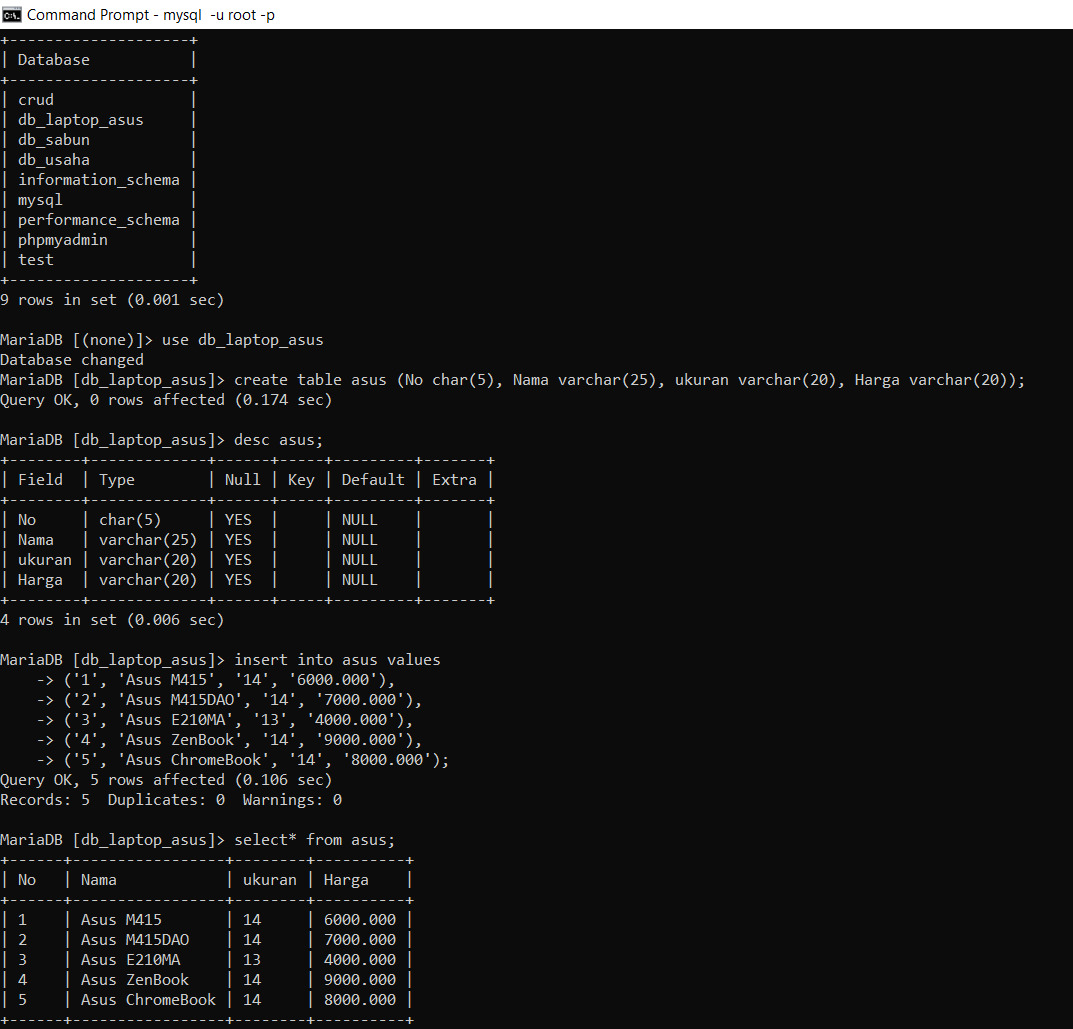 Command Prompt - mysql  -u root -p
+--------------------+
| Database           |
+--------------------+
| crud               |
| db_laptop_asus     |
| db_sabun           |
| db_usaha           |
| information_schema |
| mysql              |
| performance_schema |
| phpmyadmin         |
| test               |
+--------------------+
9 rows in set (0.001 sec)

MariaDB [(none)]> use db_laptop_asus
Database changed
MariaDB [db_laptop_asus]> create table asus (No char(5), Nama varchar(25), ukuran varchar(20), Harga varchar(20));
Query OK, 0 rows affected (0.174 sec)

MariaDB [db_laptop_asus]> desc asus;
+--------+-------------+------+-----+---------+-------+
| Field  | Type        | Null | Key | Default | Extra |
+--------+-------------+------+-----+---------+-------+
| No     | char(5)     | YES  |     | NULL    |       |
| Nama   | varchar(25) | YES  |     | NULL    |       |
| ukuran | varchar(20) | YES  |     | NULL    |       |
| Harga  | varchar(20) | YES  |     | NULL    |       |
+--------+-------------+------+-----+---------+-------+
4 rows in set (0.006 sec)

MariaDB [db_laptop_asus]> insert into asus values
    -> ('1', 'Asus M415', '14', '6000.000'),
    -> ('2', 'Asus M415DAO', '14', '7000.000'),
    -> ('3', 'Asus E210MA', '13', '4000.000'),
    -> ('4', 'Asus ZenBook', '14', '9000.000'),
    -> ('5', 'Asus ChromeBook', '14', '8000.000');
Query OK, 5 rows affected (0.106 sec)
Records: 5  Duplicates: 0  Warnings: 0

MariaDB [db_laptop_asus]> select* from asus;
+------+-----------------+--------+----------+
| No   | Nama            | ukuran | Harga    |
+------+-----------------+--------+----------+
| 1    | Asus M415       | 14     | 6000.000 |
| 2    | Asus M415DAO    | 14     | 7000.000 |
| 3    | Asus E210MA     | 13     | 4000.000 |
| 4    | Asus ZenBook    | 14     | 9000.000 |
| 5    | Asus ChromeBook | 14     | 8000.000 |
+------+-----------------+--------+----------+